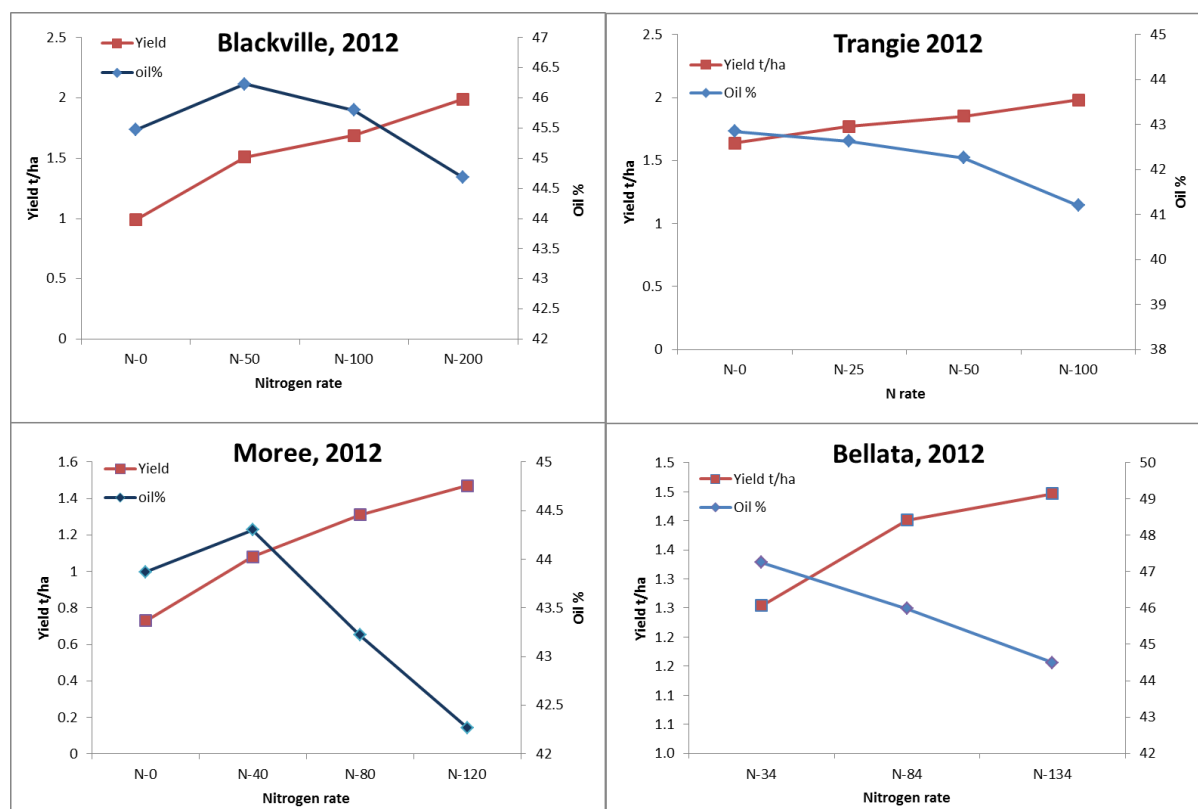 Blackville, 2012
Yield
oil%
2.5
2
1.5
1
0.5
0
Yield t/ha
47
46.5
46
45.5
45
44.5
44
43.5
43
42.5
42
Oil %
N-0 N-50 N-100 N-200
Nitrogen rate
Trangie 2012
Yield t/ha
Oil %
2.5
2
1.5
1
0.5
0
Yield t/ha
45
44
43
42
41
40
39
38
Oil %
N-0 N-25 N-50 N-100
N rate
Moree, 2012
Yield
oil%
1.6
1.4
1.2
1
0.8
0.6
0.4
0.2
0
Yield t/ha
45
44.5
44
43.5
43
42.5
42
Oil %
N-0 N-40 N-80 N-120
Nitrogen rate
Bellata, 2012
Yield t/ha
Oil %
1.5
1.5
1.4
1.4
1.3
1.3
1.2
1.2
1.1
1.1
1.0
Yield t/ha
50
49
48
47
46
45
44
43
42
Oil %
N-34 N-84 N-134
Nitrogen rate